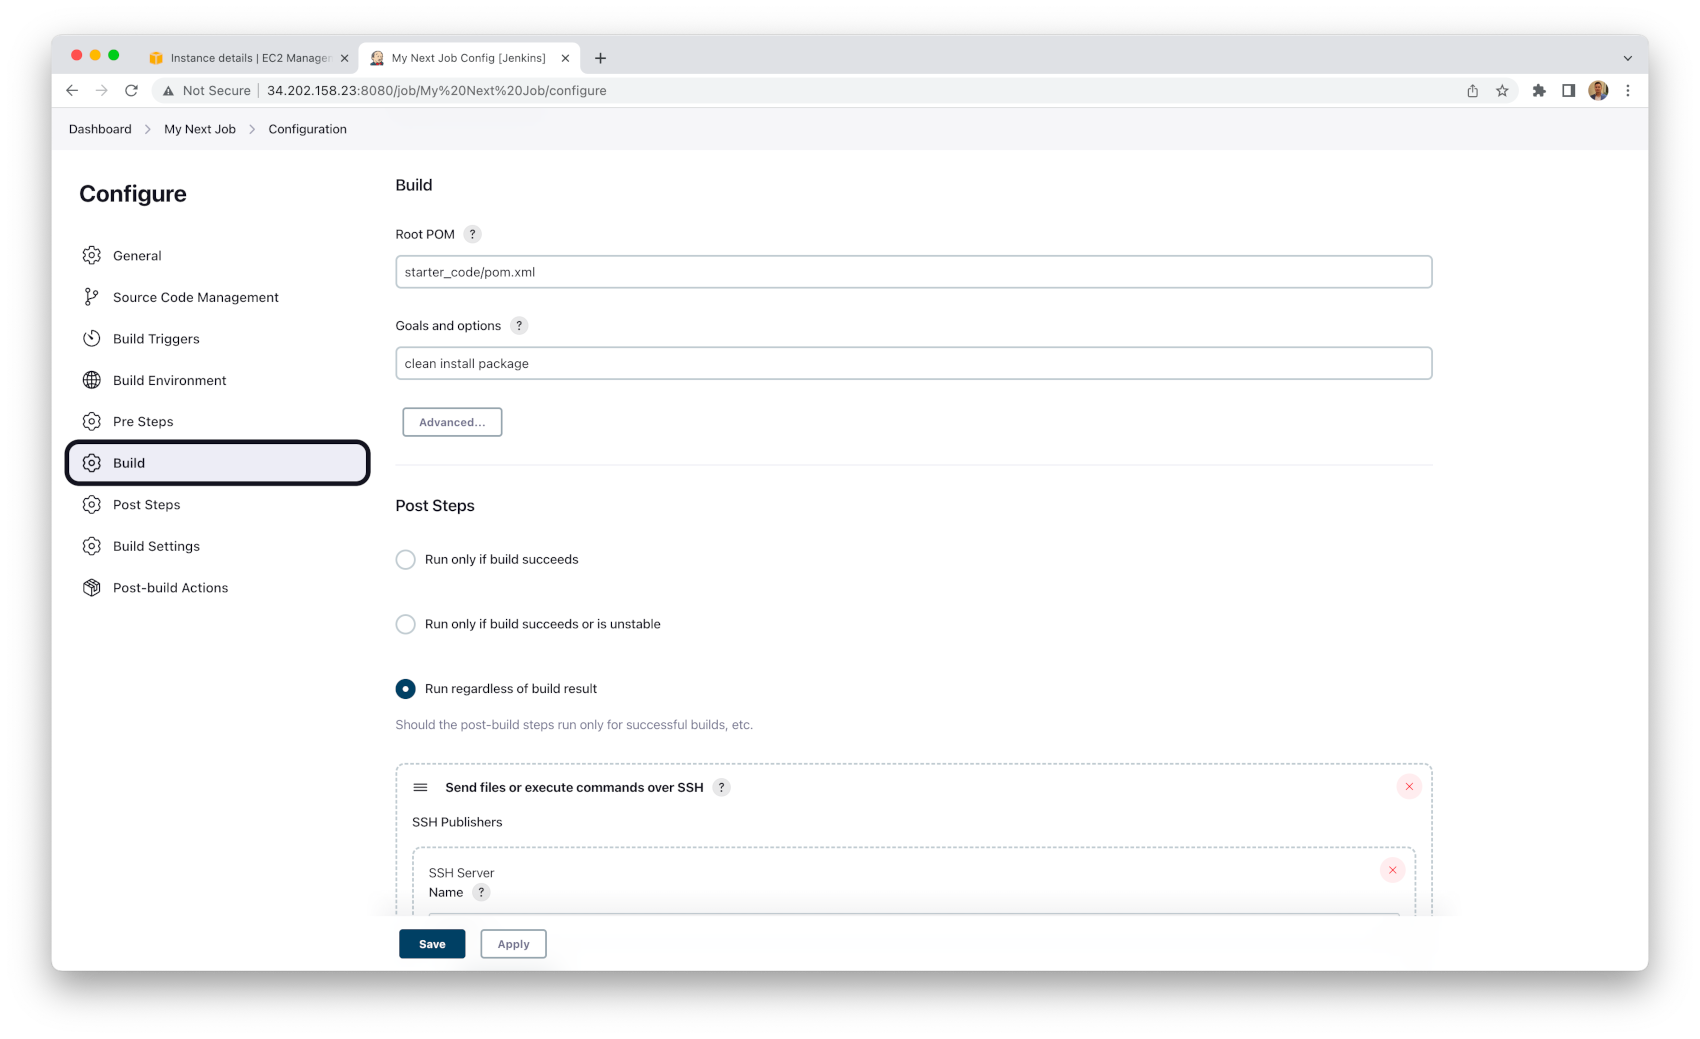 Instance details | EC2 Manager
My Next Job Config [Jenkins]
Not Secure
34.202.158.23:8080/job/My%20Next%20Job/configure
Dashboard
My Next Job
Configuration
Configure
General
Source Code Management
Build Triggers
Build Environment
Pre Steps
Build
Post Steps
Build Settings
Post-build Actions
Build
Root POM ?
starter_code/pom.xml
Goals and options ?
clean install package
Advanced...
Post Steps
Run only if build succeeds
Run only if build succeeds or is unstable
Run regardless of build result
Should the post-build steps run only for successful builds, etc.
Send files or execute commands over SSH ?
SSH Publishers
SSH Server
Name ?
Save
Apply